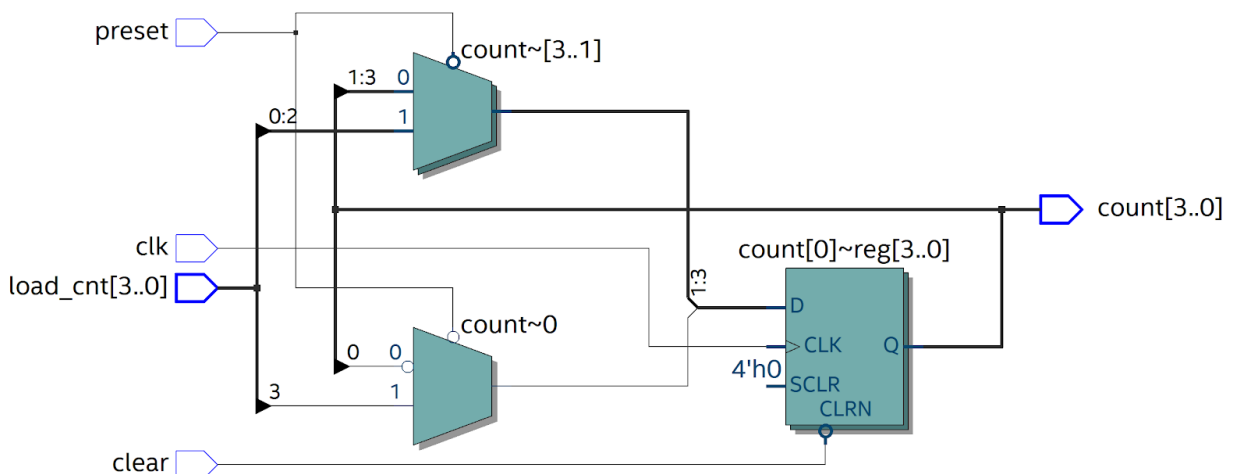 preset
count~[3..1]
1:3
0
0:2
1
count[3..0]
clk
count[0]~reg[3..0]
load_cnt[3..0]
1:3
D
count~0
CLK
Q
0
0
4'h0
SCLR
3
1
CLRN
clear